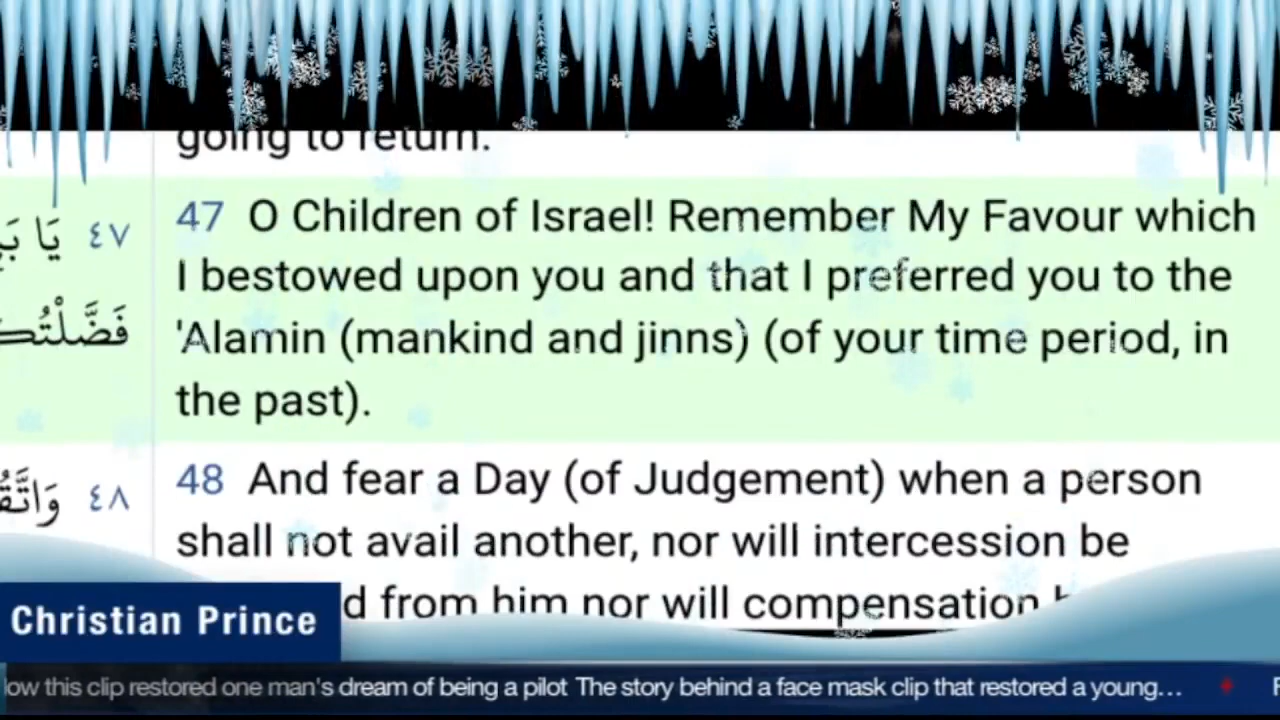 going to return.
٤٧ يَا
47 O Children of Israel! Remember My Favour which
I bestowed upon you and that I preferred you to the
'Alamin (mankind and jinns) (of your time period, in
the past).
٤٨
48 And fear a Day (of Judgement) when a person
shall not avail another, nor will intercession be
from him nor will compensation
Christian Prince
this clip restored one man's dream of being a pilot The story behind a face mask clip that restored a young...